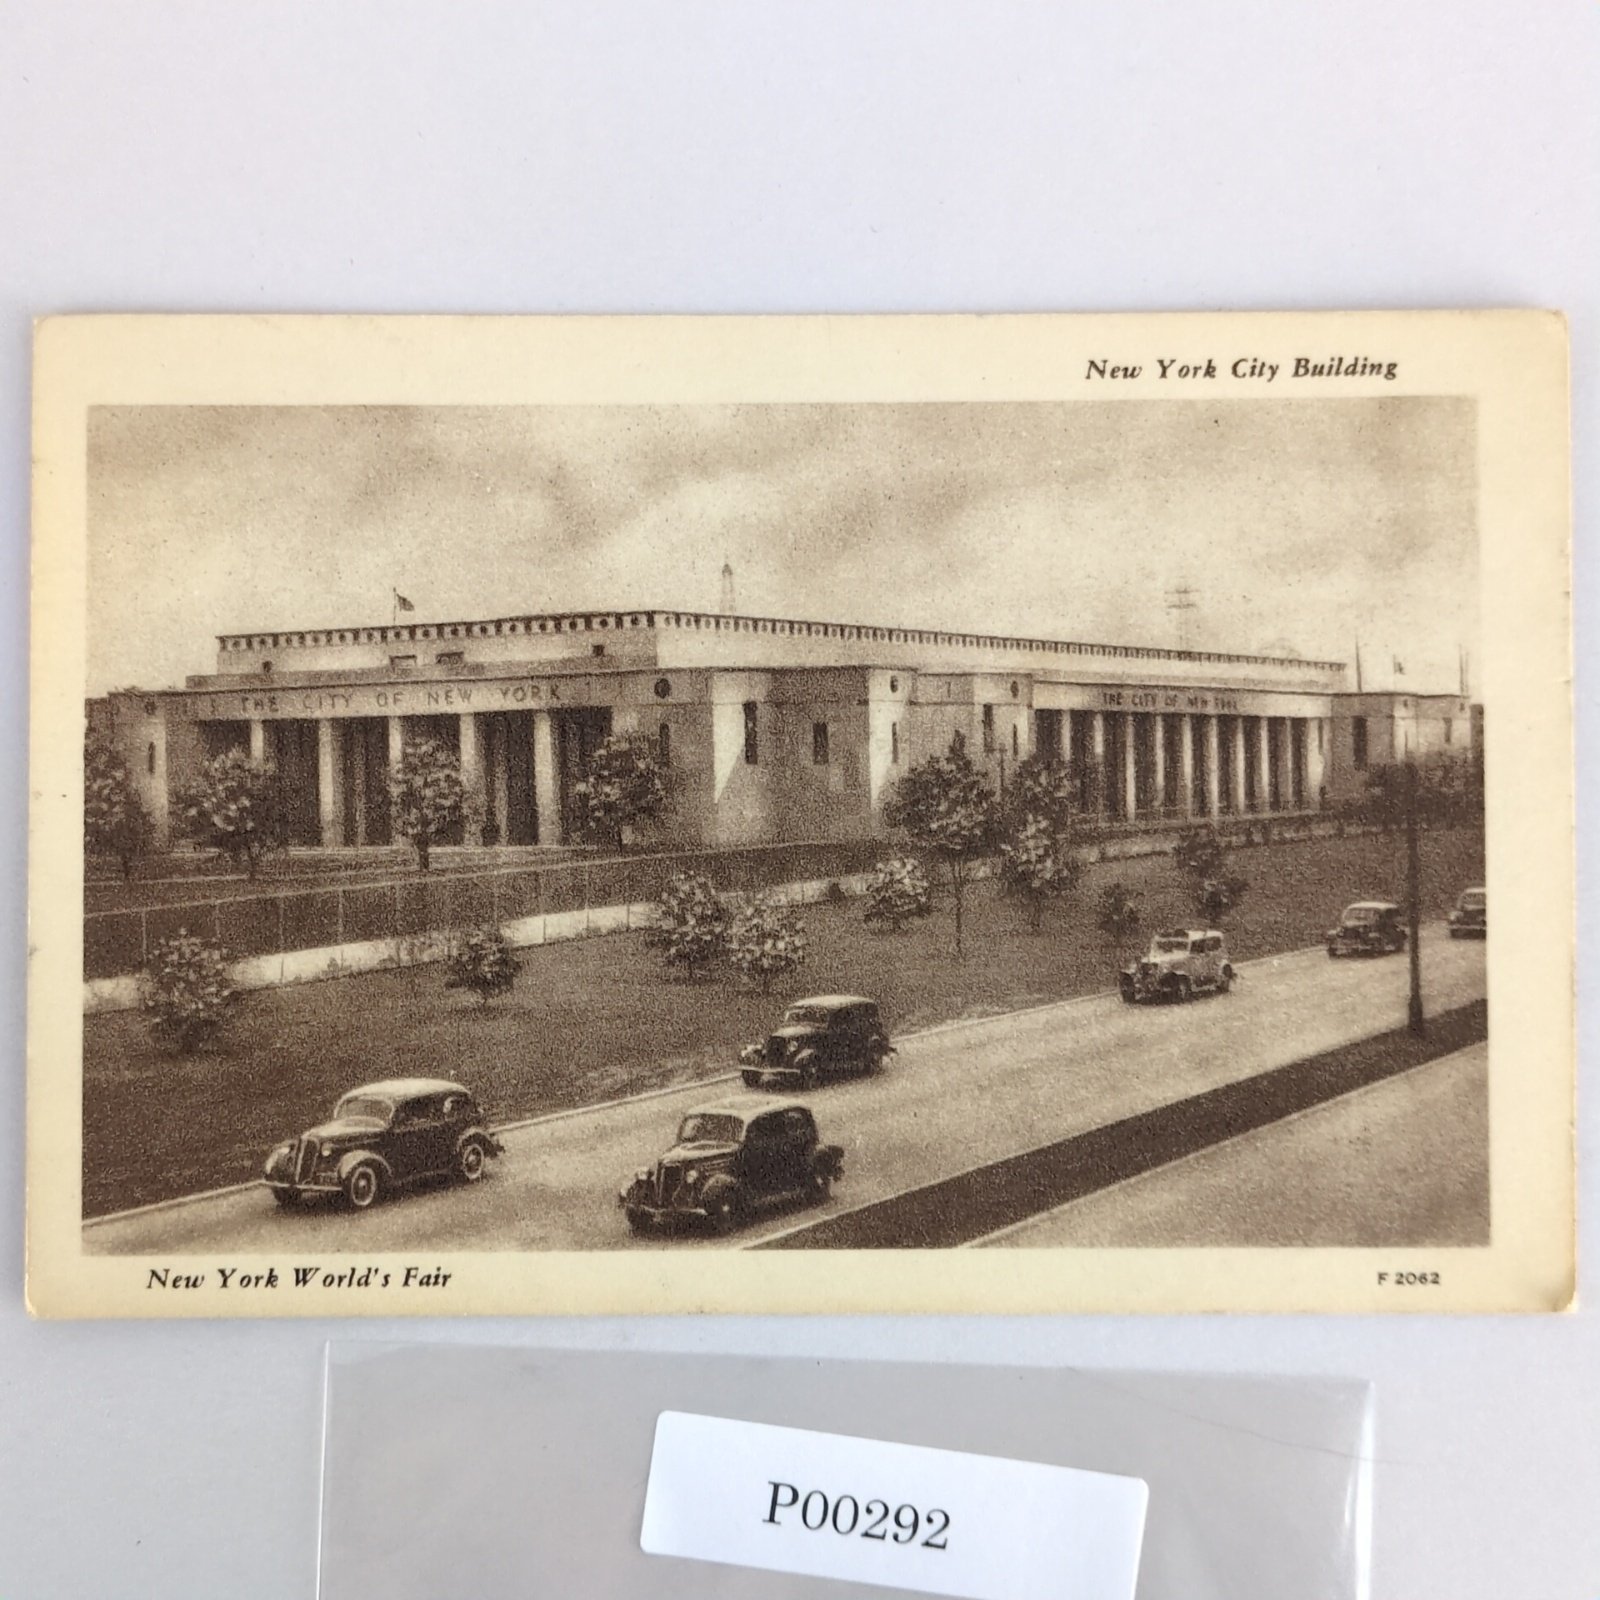 New York City Building
THE CITY OF NEW YORK
THE CITY OF NEW YORK
New York World's Fair
F 2062
P00292